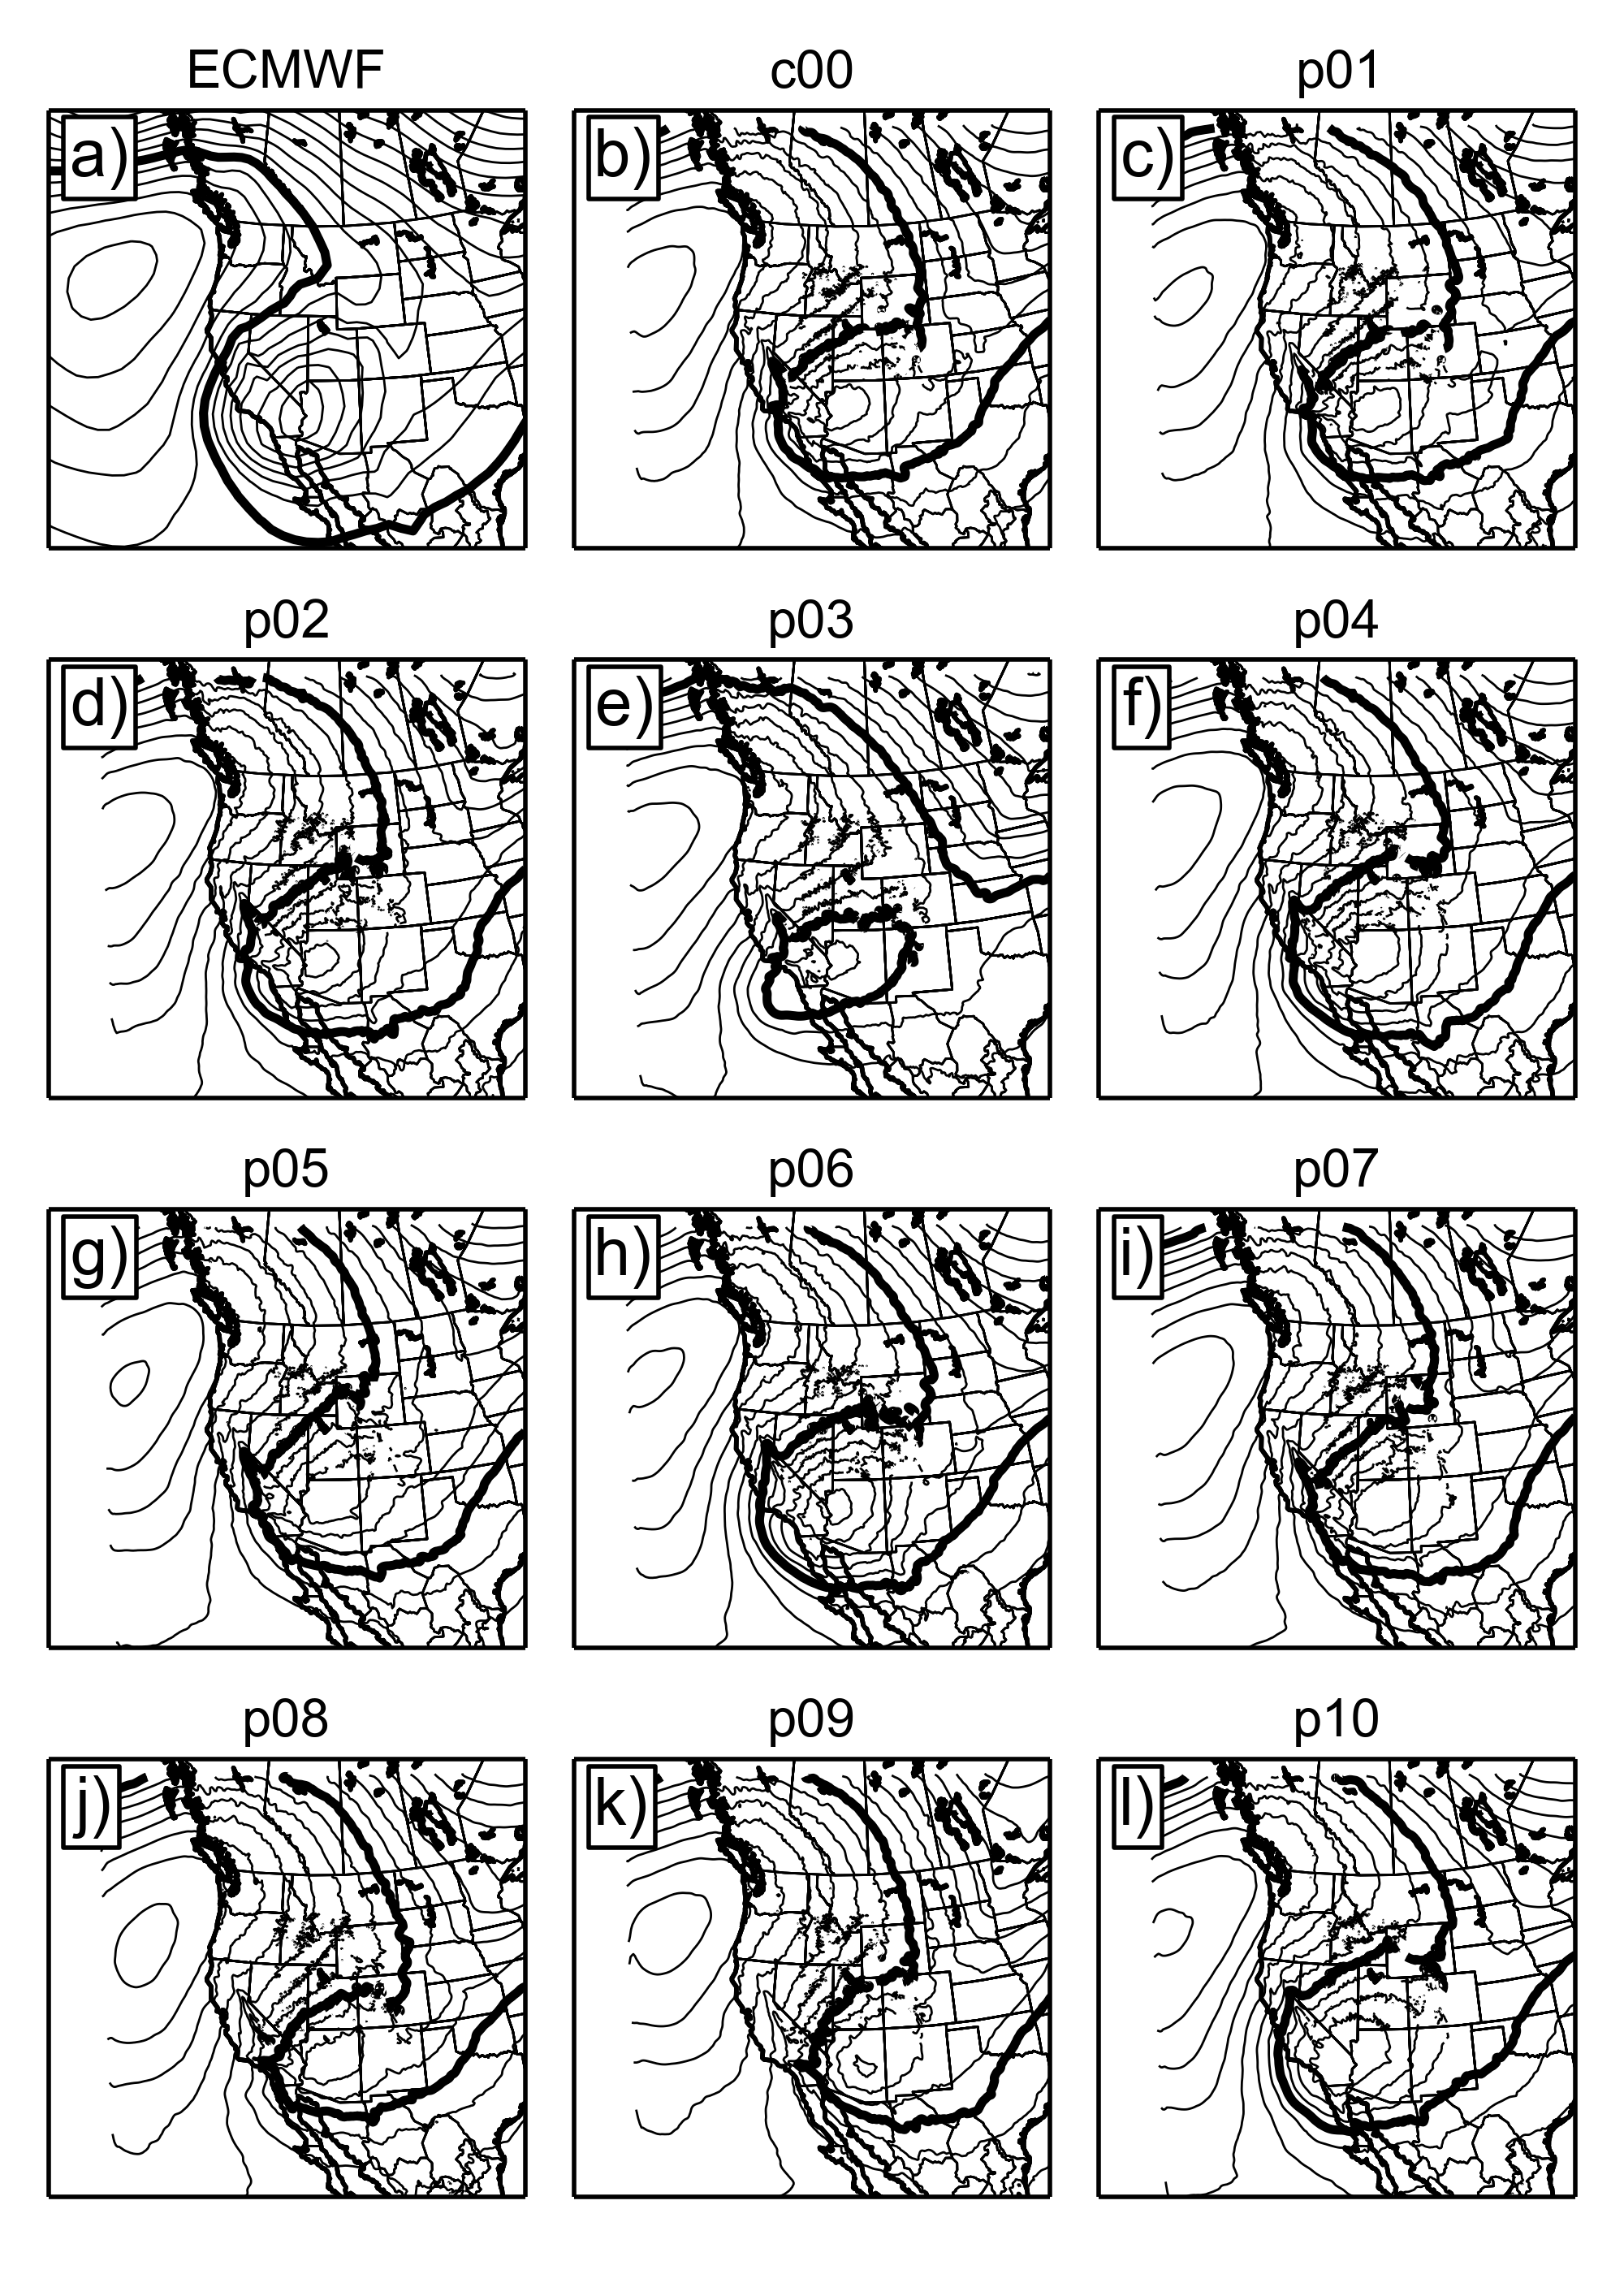 ECMWF c00 p01
a) b) c)
p02 p03 p04
d) e) f)
p05 p06 p07
g) h) i)
p08 p09 p10
j) k) l)